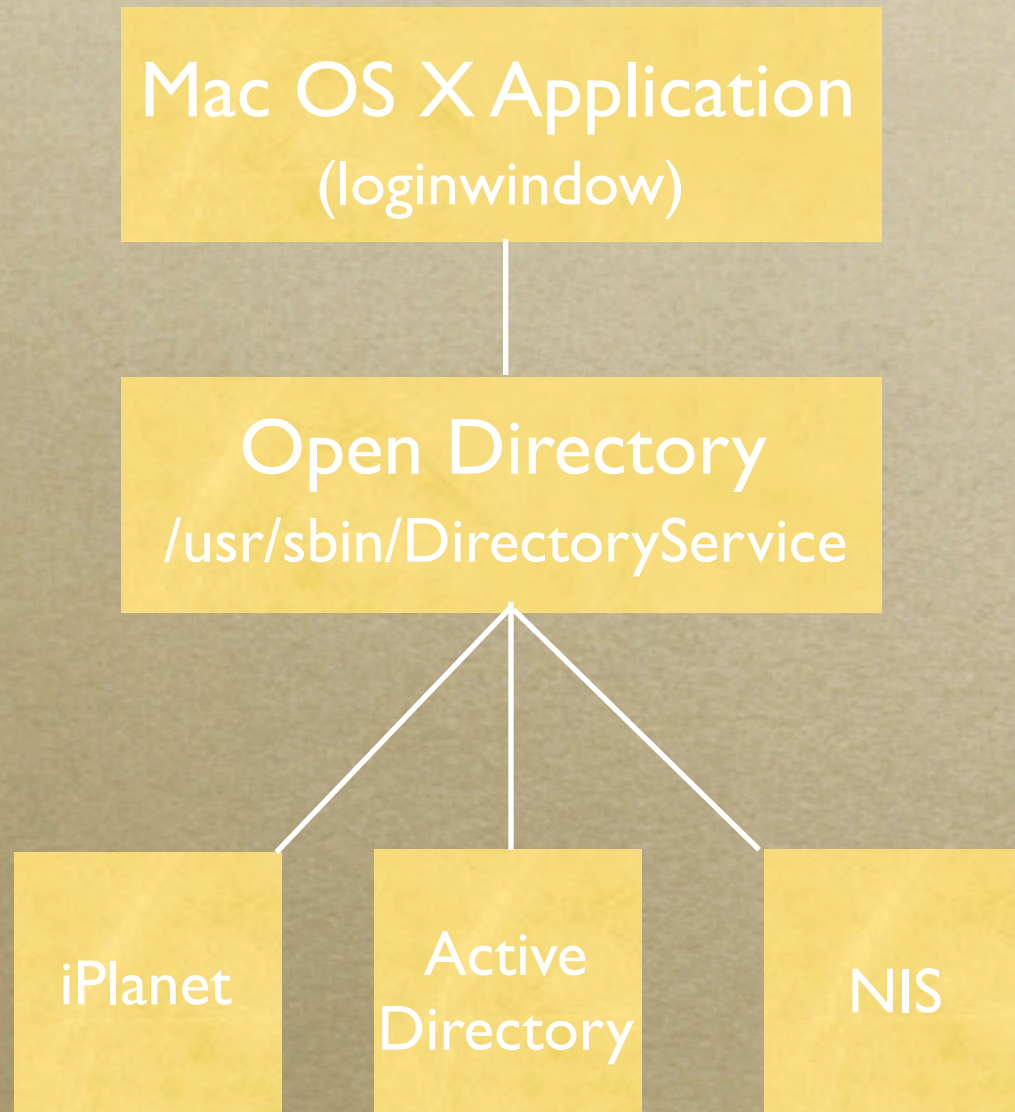 Mac OS X Application
(loginwindow)
Open Directory
/usr/sbin/DirectoryService
iPlanet
Active
Directory
NIS